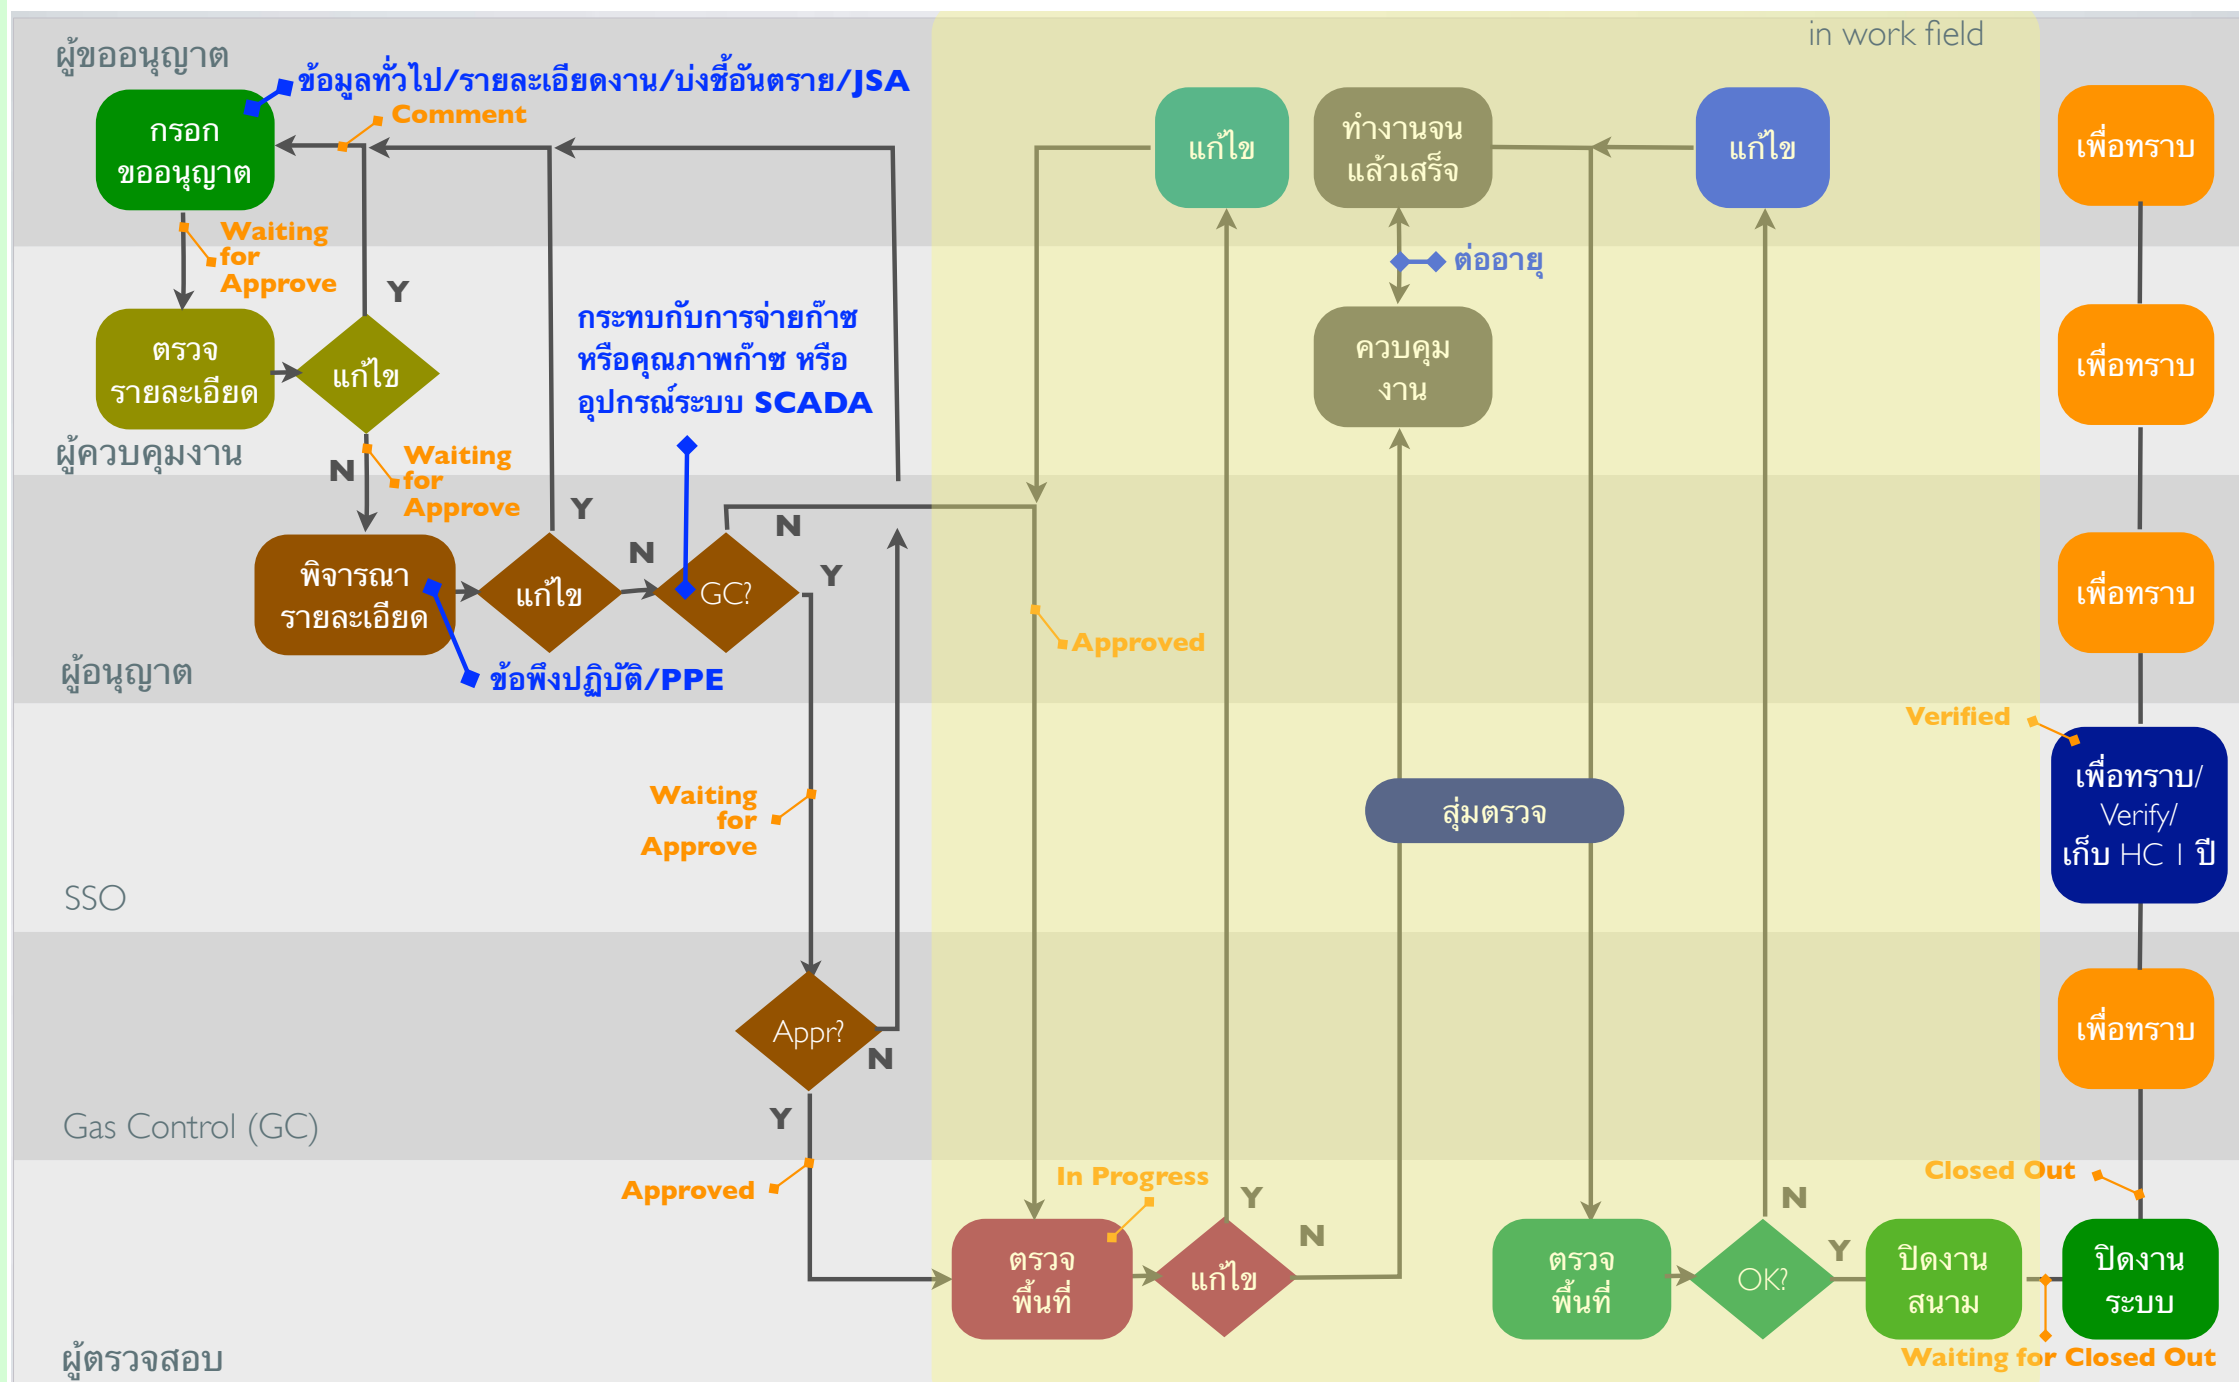 in work field
ผู้ขออนุญาต
ข้อมูลทั่วไป/รายละเอียดงาน/บ่งชี้อันตราย/JSA
Comment
กรอก
ขออนุญาต
แก้ไข
ทำงานจน
แล้วเสร็จ
แก้ไข
เพื่อทราบ
Waiting
for
Approve
ต่ออายุ
Y
กระทบกับการจ่ายก๊าซ
หรือคุณภาพก๊าซ หรือ
อุปกรณ์ระบบ SCADA
ตรวจ
รายละเอียด
แก้ไข
ควบคุม
งาน
เพื่อทราบ
ผู้ควบคุมงาน
N
Waiting
for
Approve
Y
N
N
Y
พิจารณา
รายละเอียด
แก้ไข
GC?
เพื่อทราบ
Approved
ผู้อนุญาต
ข้อพึงปฏิบัติ/PPE
Verified
Waiting
for
Approve
สุ่มตรวจ
เพื่อทราบ/
Verify/
เก็บ HC 1 ปี
SSO
Appr?
N
เพื่อทราบ
Y
Gas Control (GC)
Approved
In Progress
Closed Out
Y
N
N
Y
ตรวจ
พื้นที่
แก้ไข
ตรวจ
พื้นที่
OK?
ปิดงาน
สนาม
ปิดงาน
ระบบ
Waiting for Closed Out
ผู้ตรวจสอบ